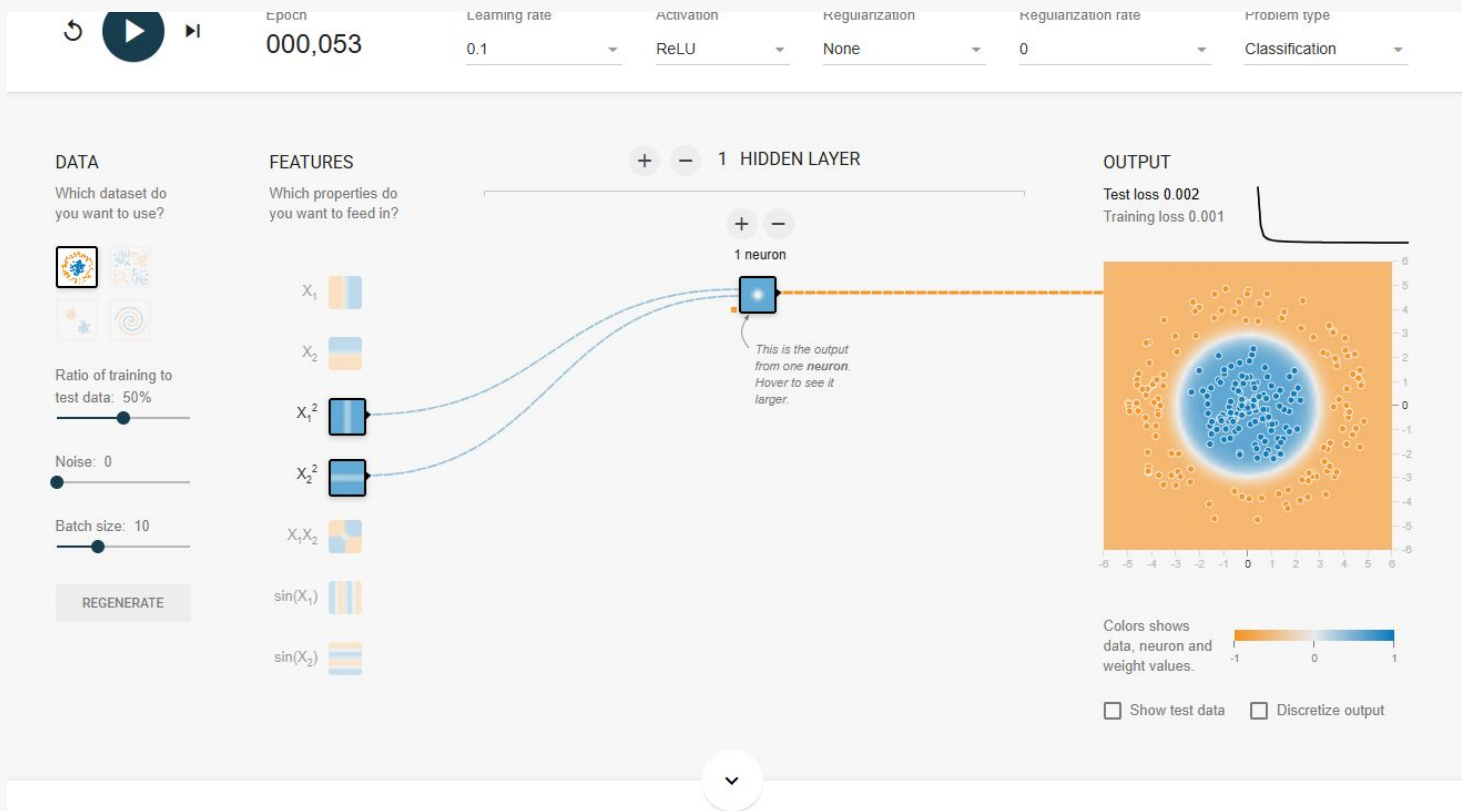 Epoch
000,053
Learning rate
0.1
Activation
ReLU
Regularization
None
Regularization rate
0
Problem type
Classification
DATA
Which dataset do
you want to use?
Ratio of training to
test data: 50%
Noise: 0
Batch size: 10
REGENERATE
FEATURES
Which properties do
you want to feed in?
X₁
X₂
X₁²
X₂²
X₁X₂
sin(X₁)
sin(X₂)
+ − 1 HIDDEN LAYER
+ −
1 neuron
This is the output
from one neuron.
Hover to see it
larger.
OUTPUT
Test loss 0.002
Training loss 0.001
6
5
4
3
2
1
0
-1
-2
-3
-4
-5
-6
-6 -5 -4 -3 -2 -1 0 1 2 3 4 5 6
Colors shows
data, neuron and
weight values.
-1 0 1
Show test data
Discretize output